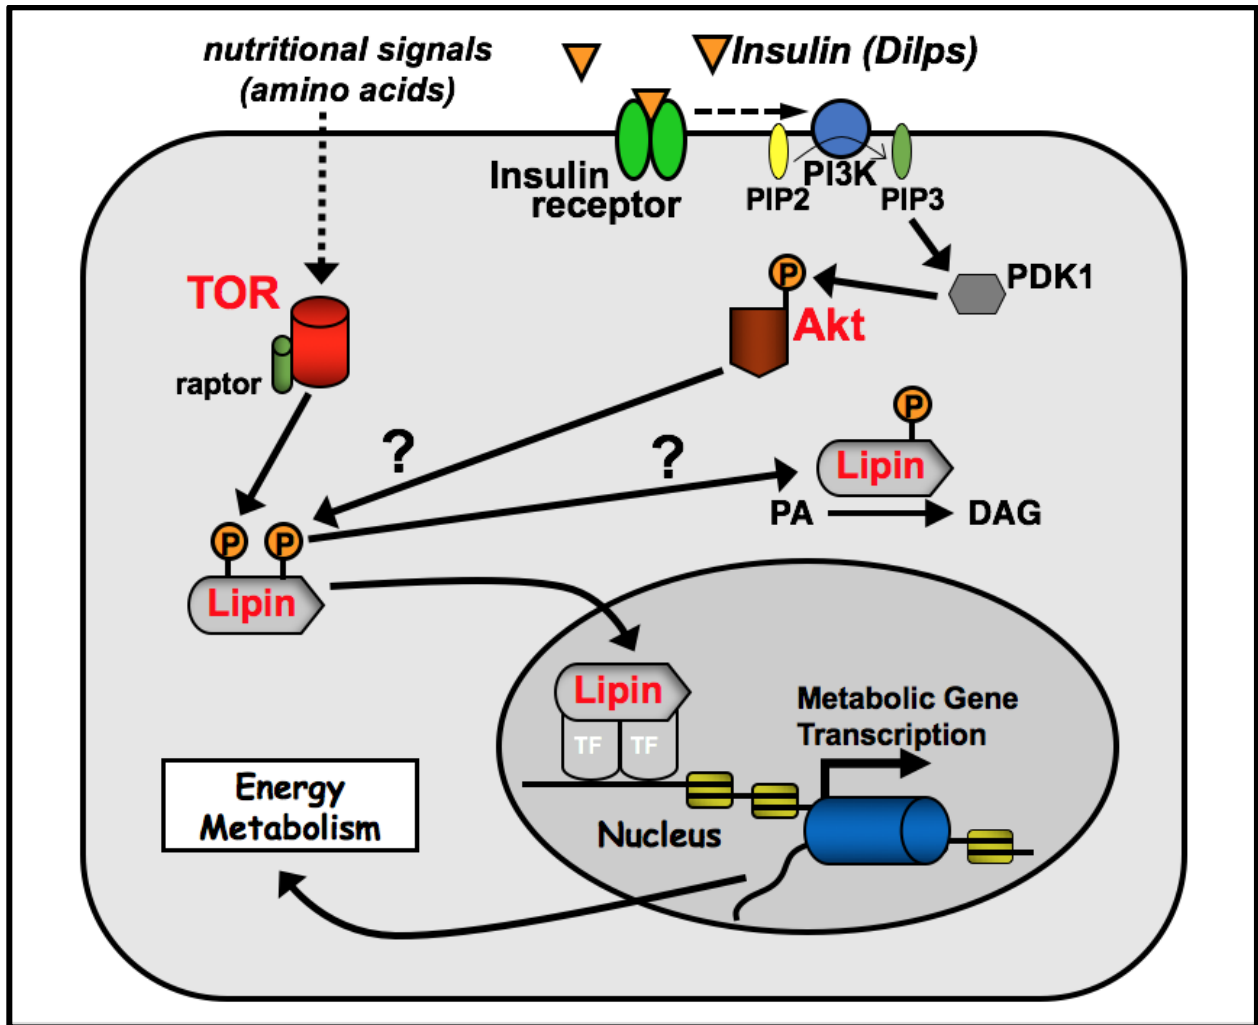 nutritional signals
(amino acids)
Insulin (Dilps)
Insulin
receptor
PI3K
PIP2
PIP3
PDK1
P
Akt
TOR
raptor
?
?
P
Lipin
PA
DAG
P
P
Lipin
Lipin
TF
TF
Metabolic Gene
Transcription
Nucleus
Energy
Metabolism